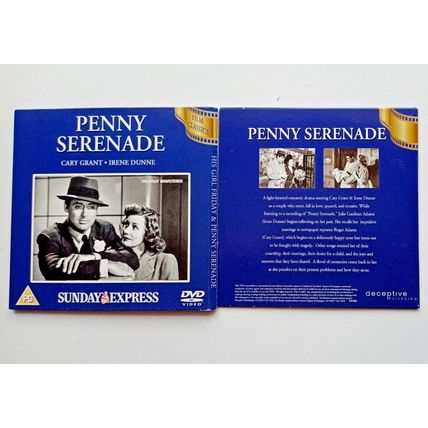 PENNY
SERENADE
CARY GRANT • IRENE DUNNE
DIGITALLY REMASTERED
PG
SUNDAY EXPRESS
DVD
VIDEO
FILM
CLASSICS
HIS GIRL FRIDAY & PENNY SERENADE
PENNY SERENADE
A light-hearted romantic drama starring Cary Grant & Irene Dunne
as a couple who meet, fall in love, quarrel, and reunite. While
listening to a recording of "Penny Serenade," Julie Gardiner Adams
(Irene Dunne) begins reflecting on her past. She recalls her impulsive
marriage to newspaper reporter Roger Adams
(Cary Grant), which begins on a deliriously happy note but turns out
to be fraught with tragedy. Other songs remind her of their
courtship, their marriage, their desire for a child, and the joys and
sorrows that they have shared. A flood of memories come back to her
as she ponders on their present problems and how they arose.
deceptive